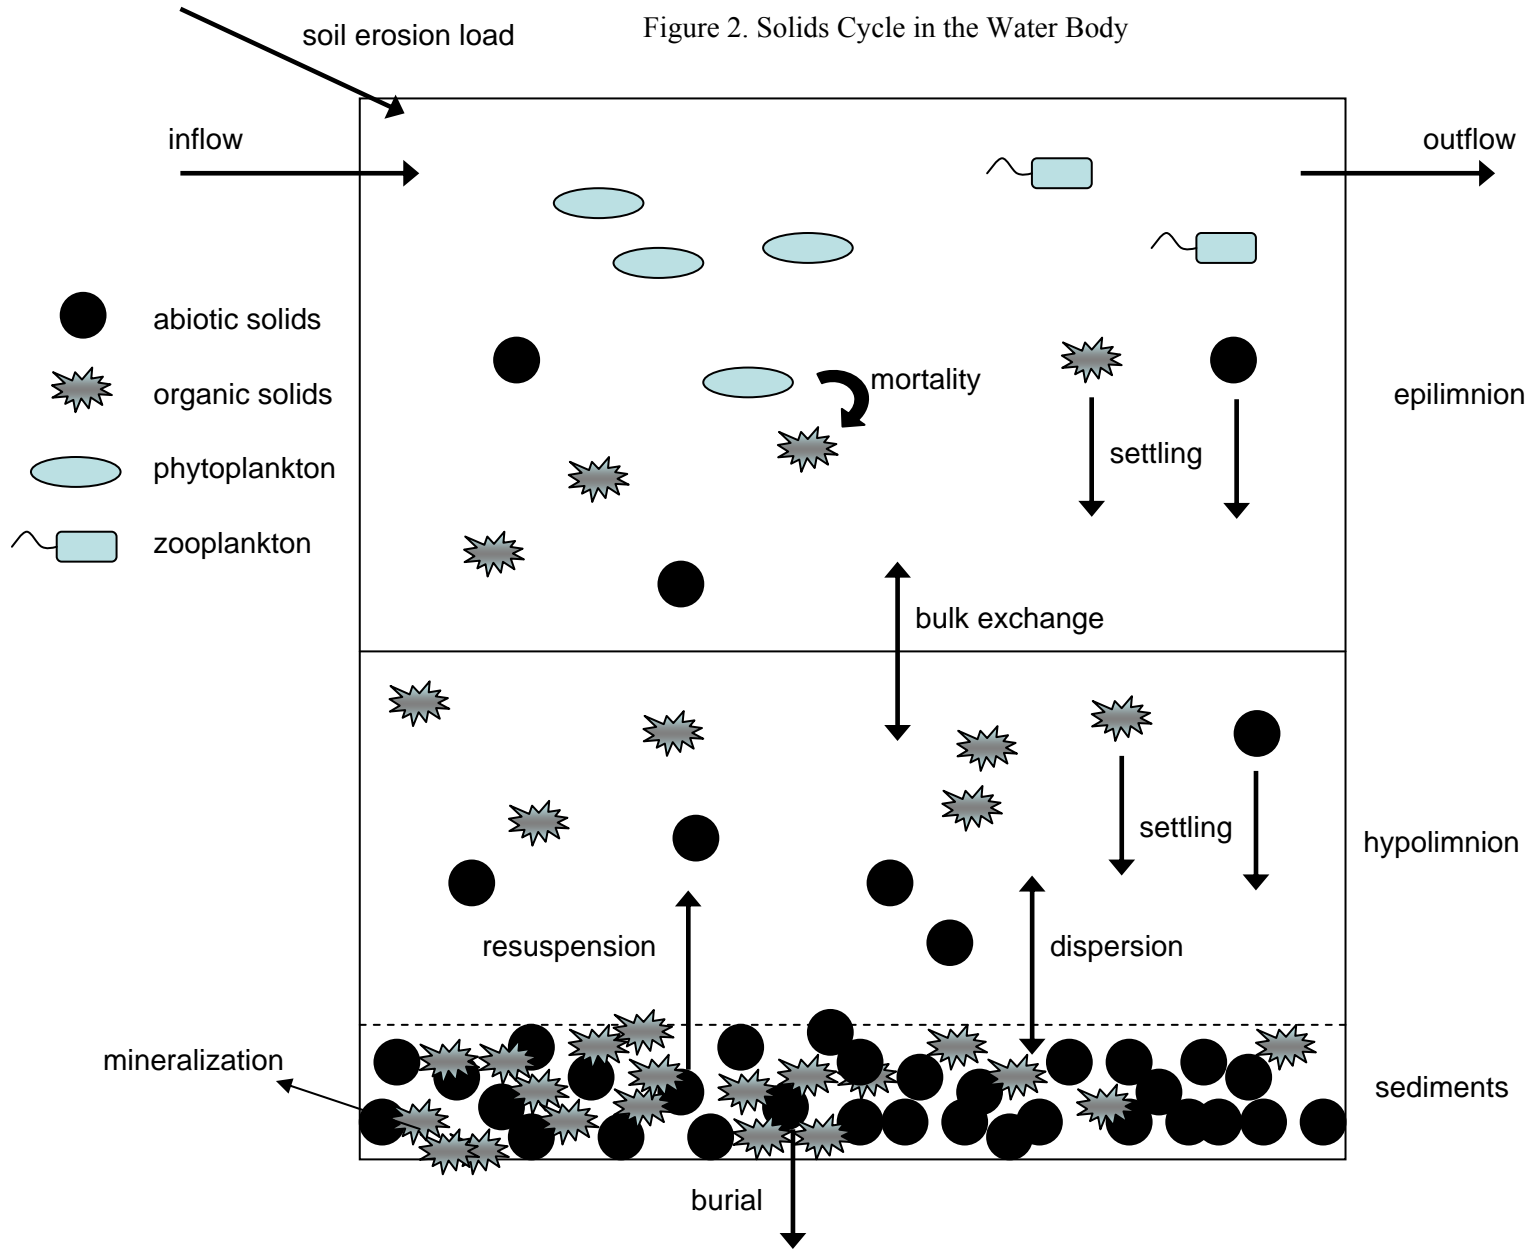 Figure 2. Solids Cycle in the Water Body
soil erosion load
inflow
outflow
abiotic solids
organic solids
phytoplankton
zooplankton
mortality
settling
epilimnion
bulk exchange
settling
hypolimnion
resuspension
dispersion
mineralization
sediments
burial